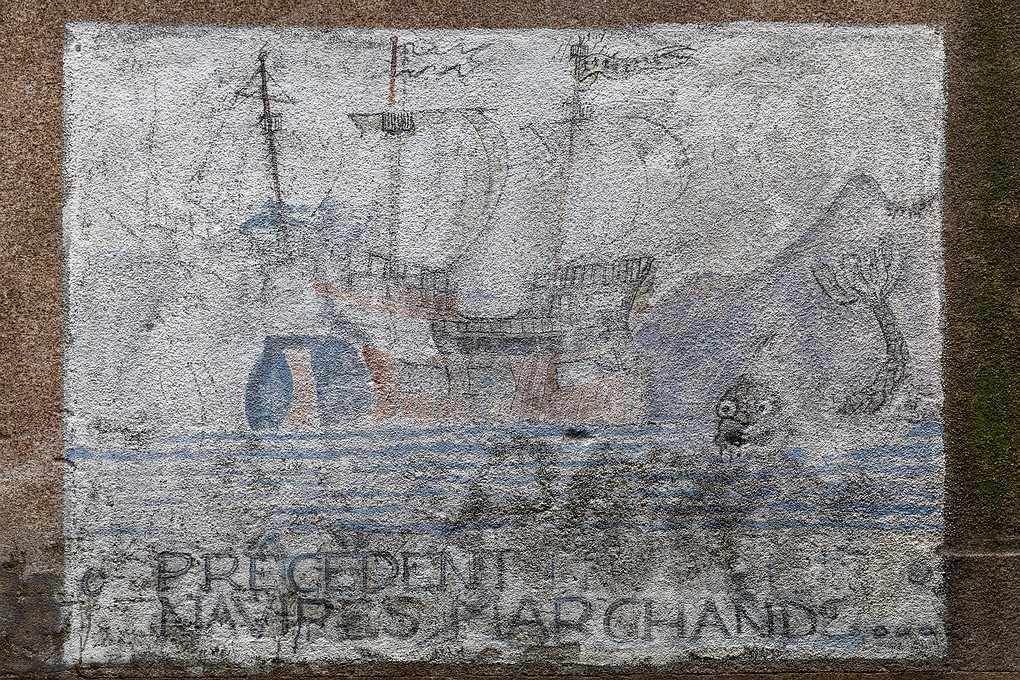 PRÉCÉDENT
NAVIRES MARCHANDS...